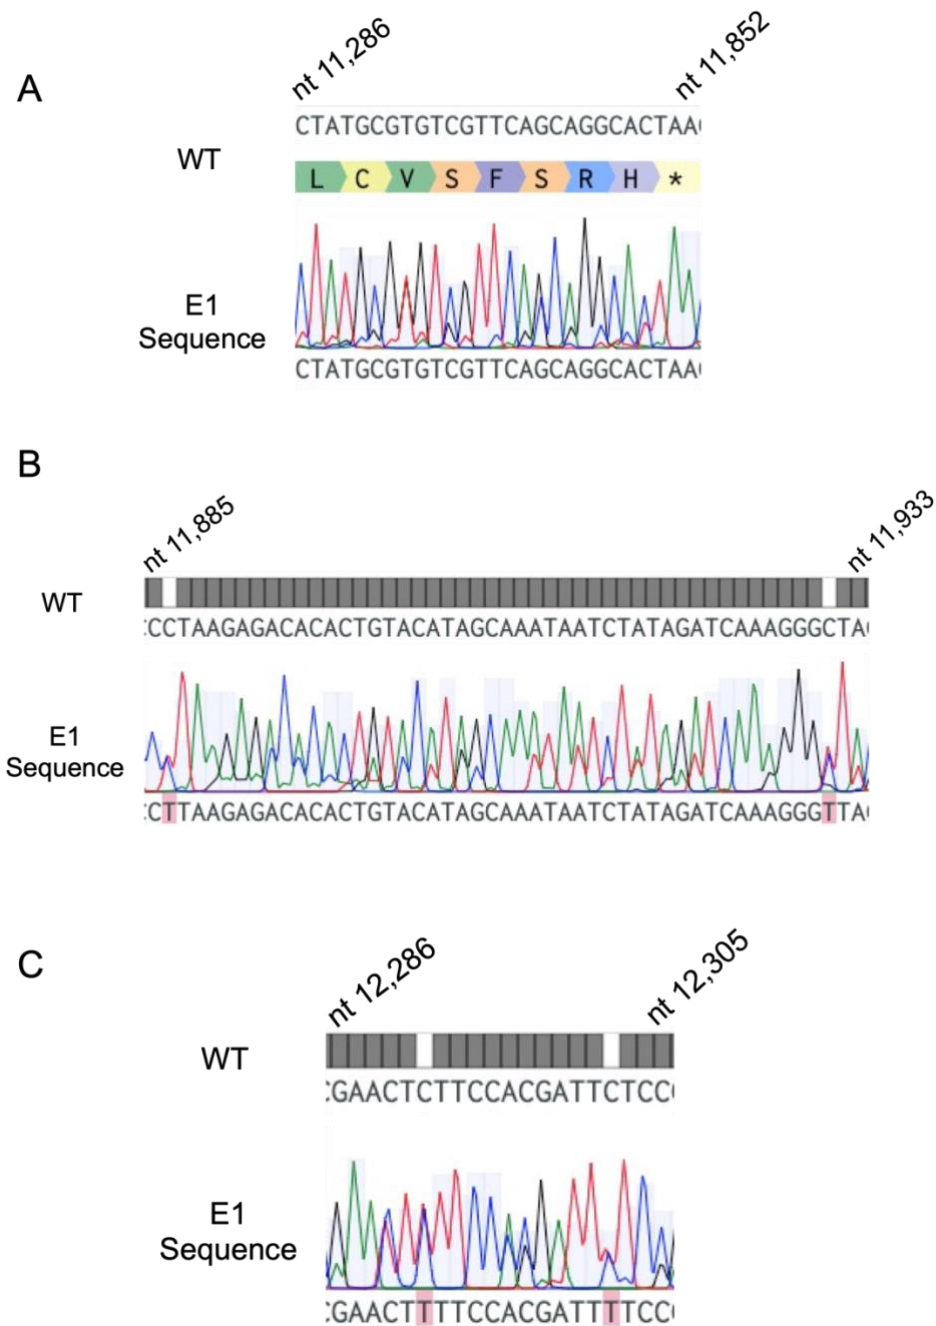 A
nt 11,286
nt 11,852
CTATGCGTGTCGTTCAGCAGGCACTAA
WT
L C V S F S R H *
E1
Sequence
CTATGCGTGTCGTTCAGCAGGCACTAA
B
nt 11,885
nt 11,933
WT
CCTAAGAGACACACTGTACATAGCAAATAATCTATAGATCAAAGGGCTA
E1
Sequence
CTTAAGAGACACACTGTACATAGCAAATAATCTATAGATCAAAGGGTTA
C
nt 12,286
nt 12,305
WT
GAACTCTTCCACGATTCTCC
E1
Sequence
GAACTTTTCCACGATTTTCC